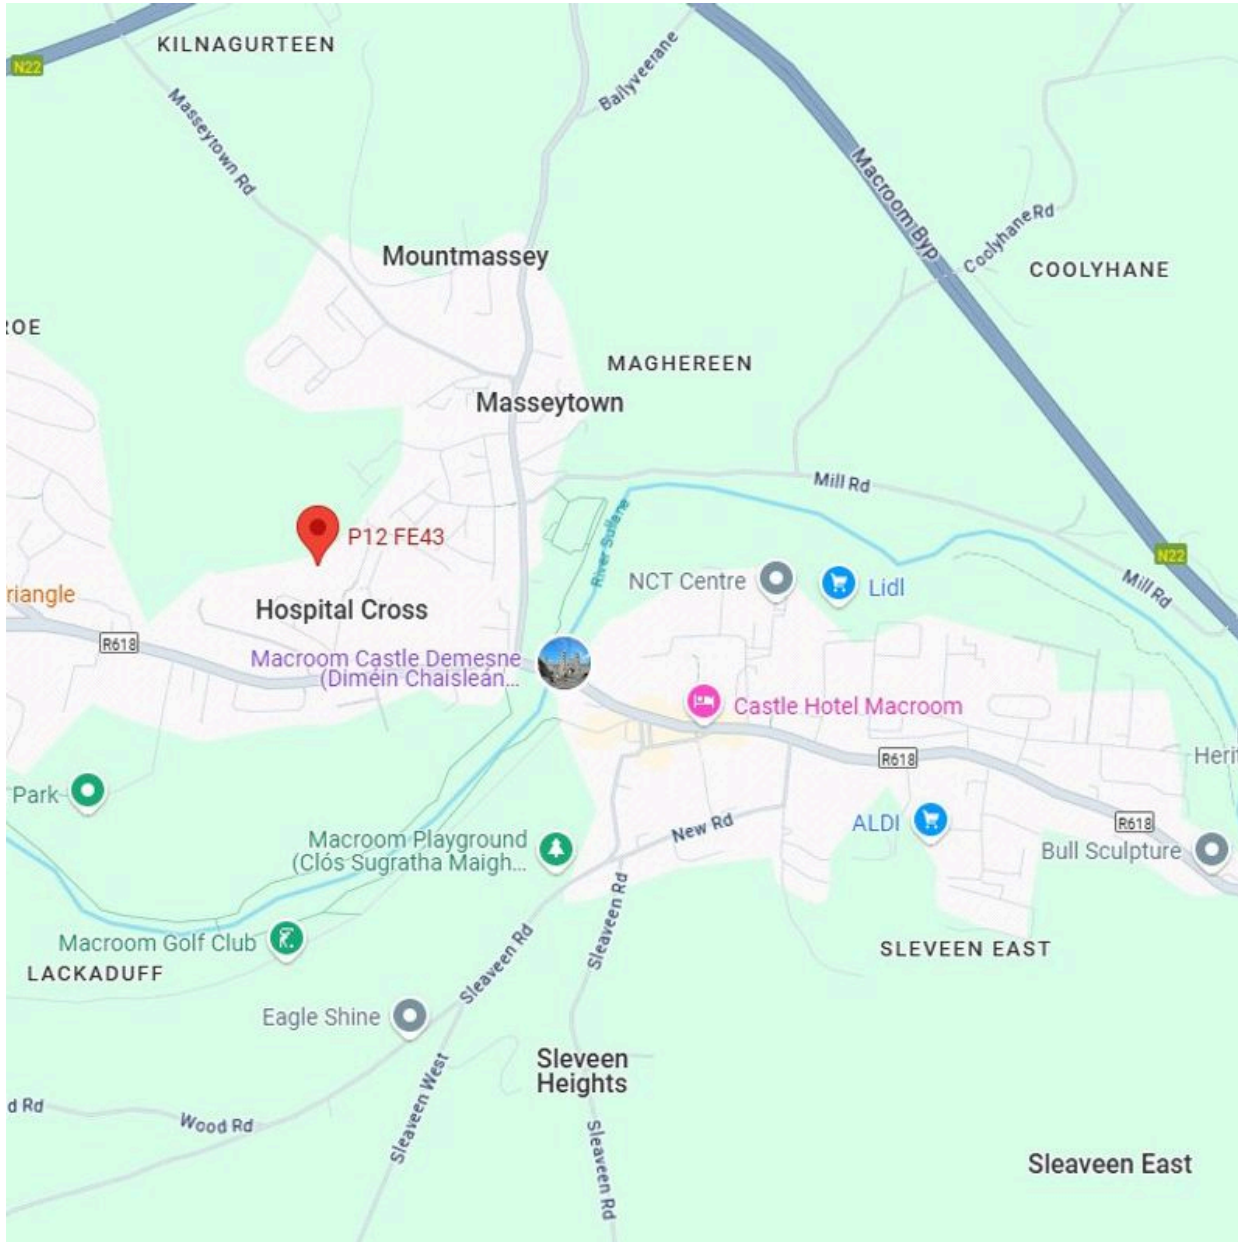 KILNAGURTEEN
N22
Ballyveerane
Masseytown Rd
Macroom Byp
Coolyhane Rd
Mountmassey
COOLYHANE
ROE
MAGHEREEN
Masseytown
Mill Rd
P12 FE43
River Sullane
N22
NCT Centre
Lidl
Mill Rd
riangle
Hospital Cross
R618
Macroom Castle Demesne
(Diméin Chaisleán...
Castle Hotel Macroom
R618
Herit
Park
ALDI
R618
New Rd
Macroom Playground
(Clós Sugratha Maigh...
Bull Sculpture
Sleaveen Rd
Macroom Golf Club
SLEVEEN EAST
LACKADUFF
Sleaveen Rd
Eagle Shine
Sleveen
Heights
Sleaveen West
d Rd
Wood Rd
Sleaveen Rd
Sleaveen East